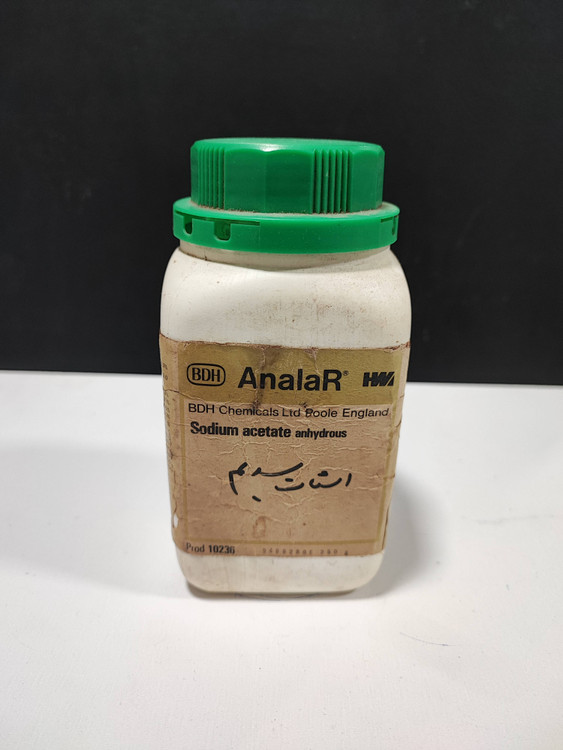 BDH AnalaR®
BDH Chemicals Ltd Poole England
Sodium acetate anhydrous
استات سدیم
Prod 10236